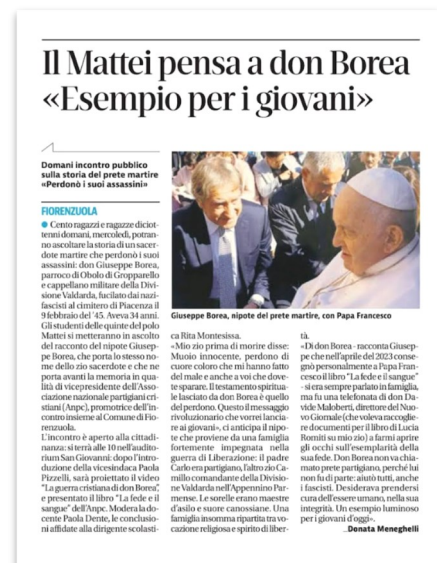 Il Mattei pensa a don Borea
«Esempio per i giovani»
Domani incontro pubblico
sulla storia del prete martire
«Perdonò i suoi assassini»
FIORENZUOLA
● Cento ragazzi e ragazze diciot-
tenni domani, mercoledì, potran-
no ascoltare la storia di un sacer-
dote martire che perdonò i suoi
assassini: don Giuseppe Borea,
parroco di Obolo di Gropparello
e cappellano militare della Divi-
sione Valdarda, fucilato dai nazi-
fascisti al cimitero di Piacenza il
9 febbraio del '45. Aveva 34 anni.
Gli studenti delle quinte del polo
Mattei si metteranno in ascolto
del racconto del nipote Giusep-
pe Borea, che porta lo stesso no-
me dello zio sacerdote e che ne
porta avanti la memoria in qua-
lità di vicepresidente dell'Asso-
ciazione nazionale partigiani cri-
stiani (Anpc), promotrice dell'i-
ncontro insieme al Comune di Fio-
renzuola.
L'incontro è aperto alla cittadi-
nanza: si terrà alle 10 nell'audito-
rium San Giovanni: dopo l'intro-
duzione della vicesindaca Paola
Pizzelli, sarà proiettato il video
"La guerra cristiana di don Borea",
e presentato il libro "La fede e il
sangue" dell'Anpc. Modera la do-
cente Paola Dente, le conclusio-
ni affidate alla dirigente scolasti-
Giuseppe Borea, nipote del prete martire, con Papa Francesco
ca Rita Montesissa.
«Mio zio prima di morire disse:
Muoio innocente, perdono di
cuore coloro che mi hanno fatto
del male e anche a voi che dove-
te sparare. Il testamento spiritua-
le lasciato da don Borea è quello
del perdono. Questo il messaggio
rivoluzionario che vorrei lancia-
re ai giovani», ci anticipa il nipo-
te che proviene da una famiglia
fortemente impegnata nella
guerra di Liberazione: il padre
Carlo era partigiano, l'altro zio Ca-
millo comandante della Divisio-
ne Valdarda nell'Appennino Par-
mense. Le sorelle erano maestre
d'asilo e suore canossiane. Una
famiglia insomma ripartita tra vo-
cazione religiosa e spirito di liber-
tà.
«Di don Borea - racconta Giusep-
pe che nell'aprile del 2023 conse-
gnò personalmente a Papa Fran-
cesco il libro "La fede e il sangue"
- si era sempre parlato in famiglia,
ma fu una telefonata di don Da-
vide Maloberti, direttore del Nuo-
vo Giornale (che voleva raccoglie-
re documenti per il libro di Lucia
Romiti su mio zio) a farmi aprire
gli occhi sull'esemplarità della
sua fede. Don Borea non va chia-
mato prete partigiano, perché lui
non fu di parte: aiutò tutti, anche
i fascisti. Desiderava prendersi
cura dell'essere umano, nella sua
integrità. Un esempio luminoso
per i giovani d'oggi».
_Donata Meneghelli